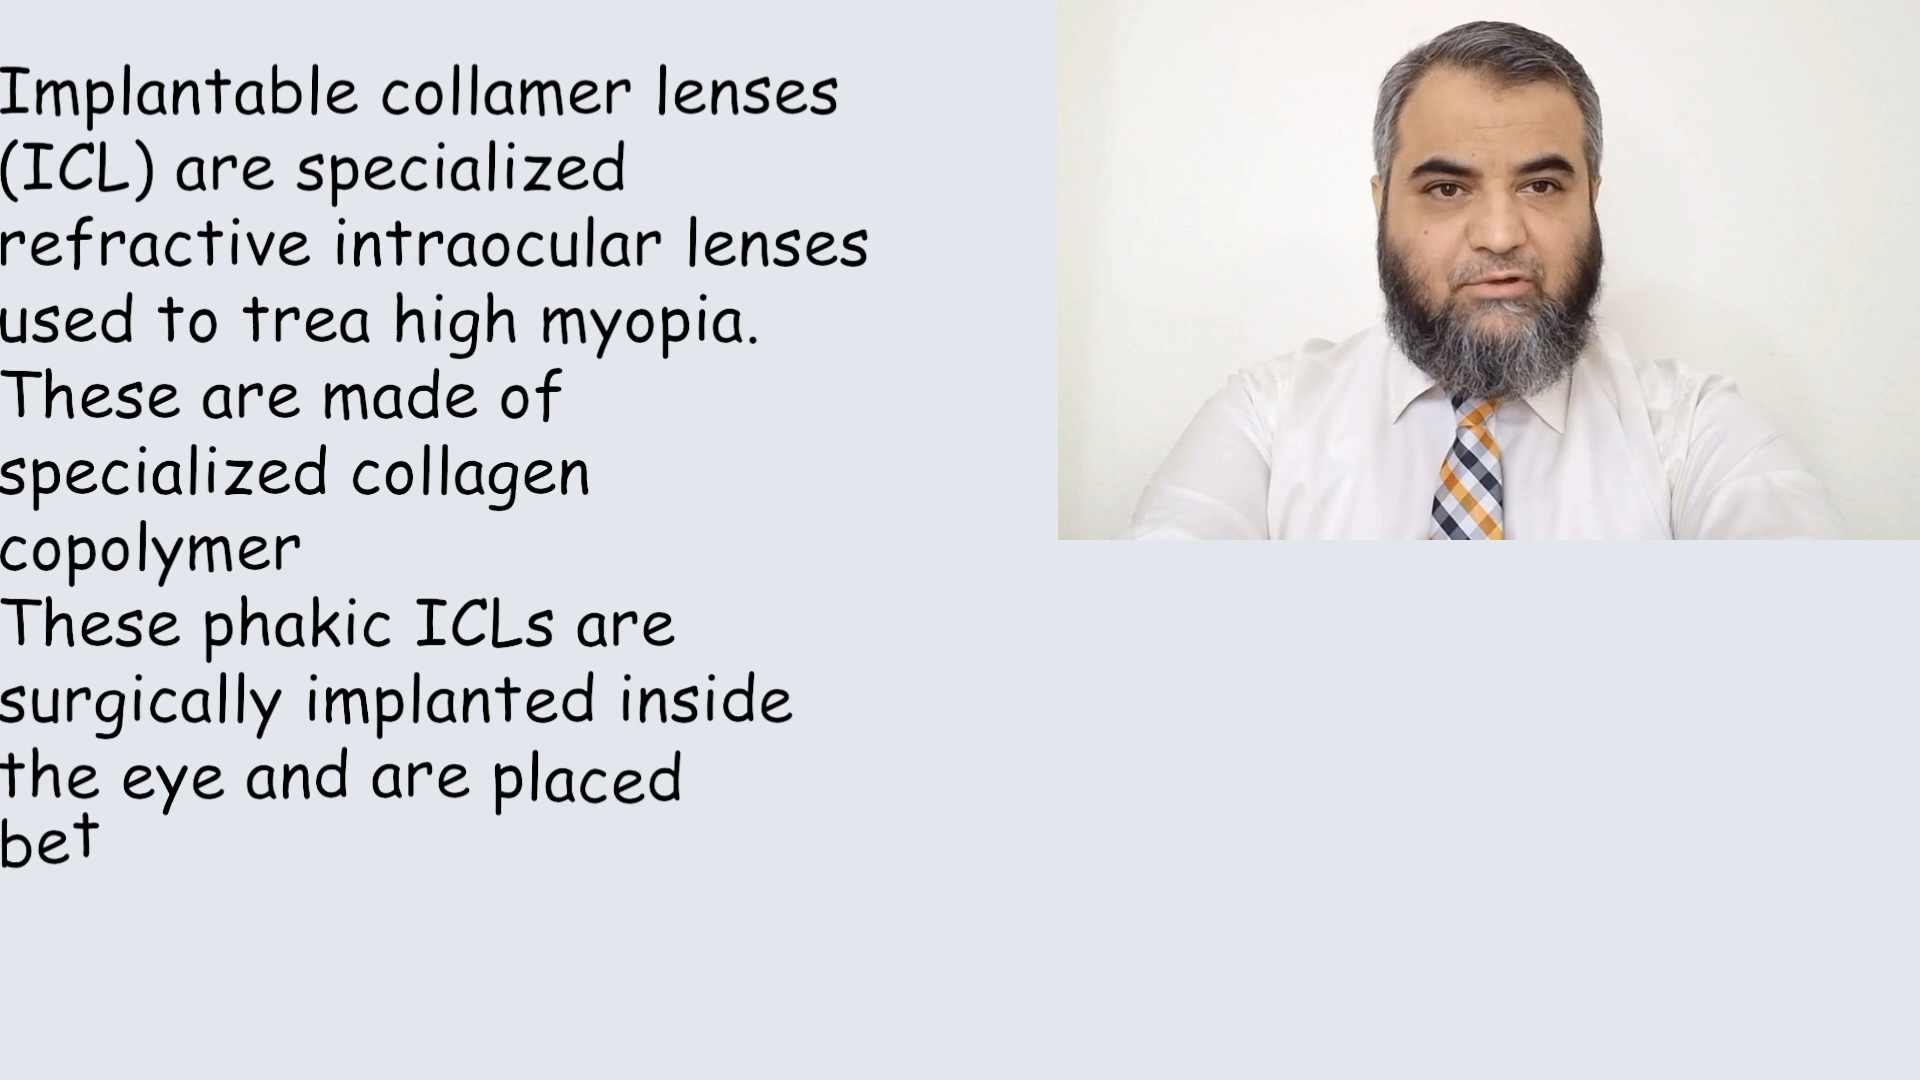 Implantable collamer lenses
(ICL) are specialized
refractive intraocular lenses
used to trea high myopia.
These are made of
specialized collagen
copolymer
These phakic ICLs are
surgically implanted inside
the eye and are placed
bet